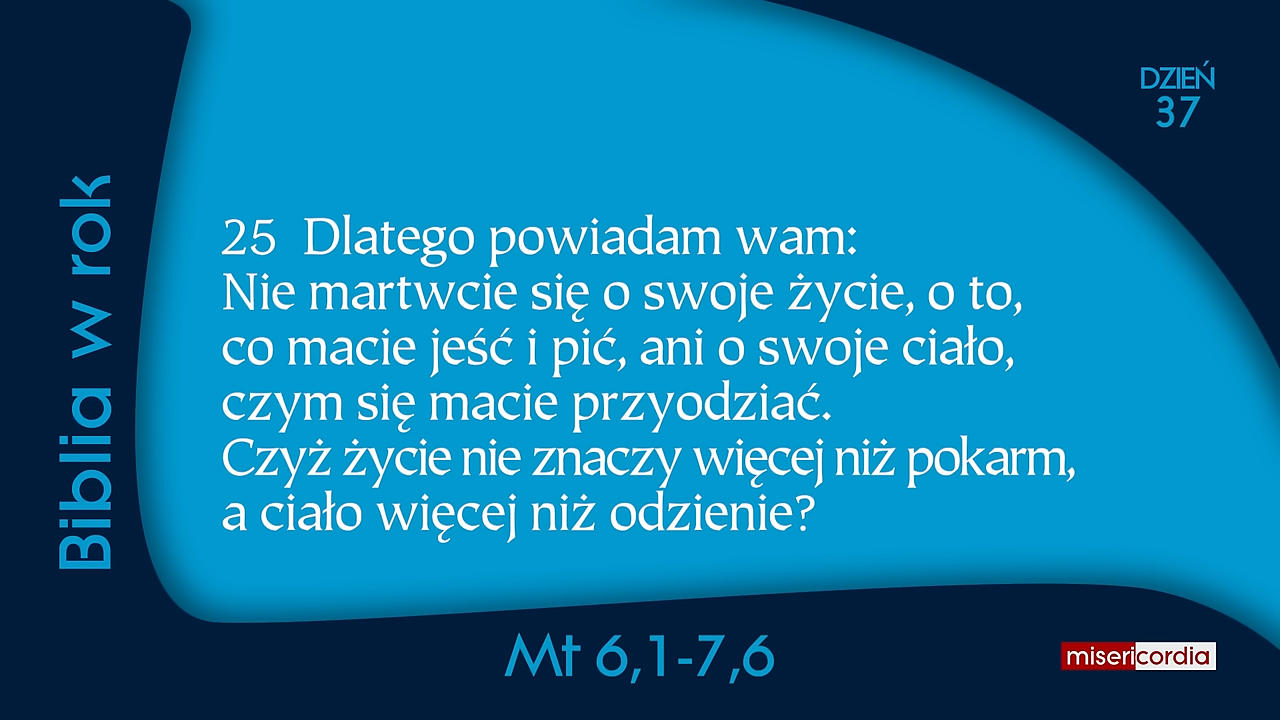 DZIEŃ
37
Biblia w rok
25 Dlatego powiadam wam:
Nie martwcie się o swoje życie, o to,
co macie jeść i pić, ani o swoje ciało,
czym się macie przyodziać.
Czyż życie nie znaczy więcej niż pokarm,
a ciało więcej niż odzienie?
Mt 6,1-7,6
misericordia